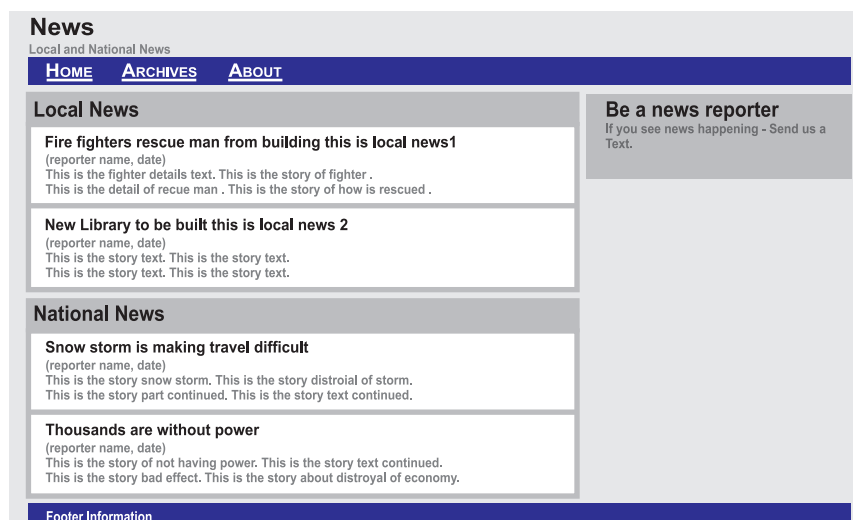 News
Local and National News
HOME ARCHIVES ABOUT
Local News
Fire fighters rescue man from building this is local news1
(reporter name, date)
This is the fighter details text. This is the story of fighter .
This is the detail of recue man . This is the story of how is rescued .
New Library to be built this is local news 2
(reporter name, date)
This is the story text. This is the story text.
This is the story text. This is the story text.
National News
Snow storm is making travel difficult
(reporter name, date)
This is the story snow storm. This is the story distroial of storm.
This is the story part continued. This is the story text continued.
Thousands are without power
(reporter name, date)
This is the story of not having power. This is the story text continued.
This is the story bad effect. This is the story about distroyal of economy.
Be a news reporter
If you see news happening - Send us a
Text.
Footer Information